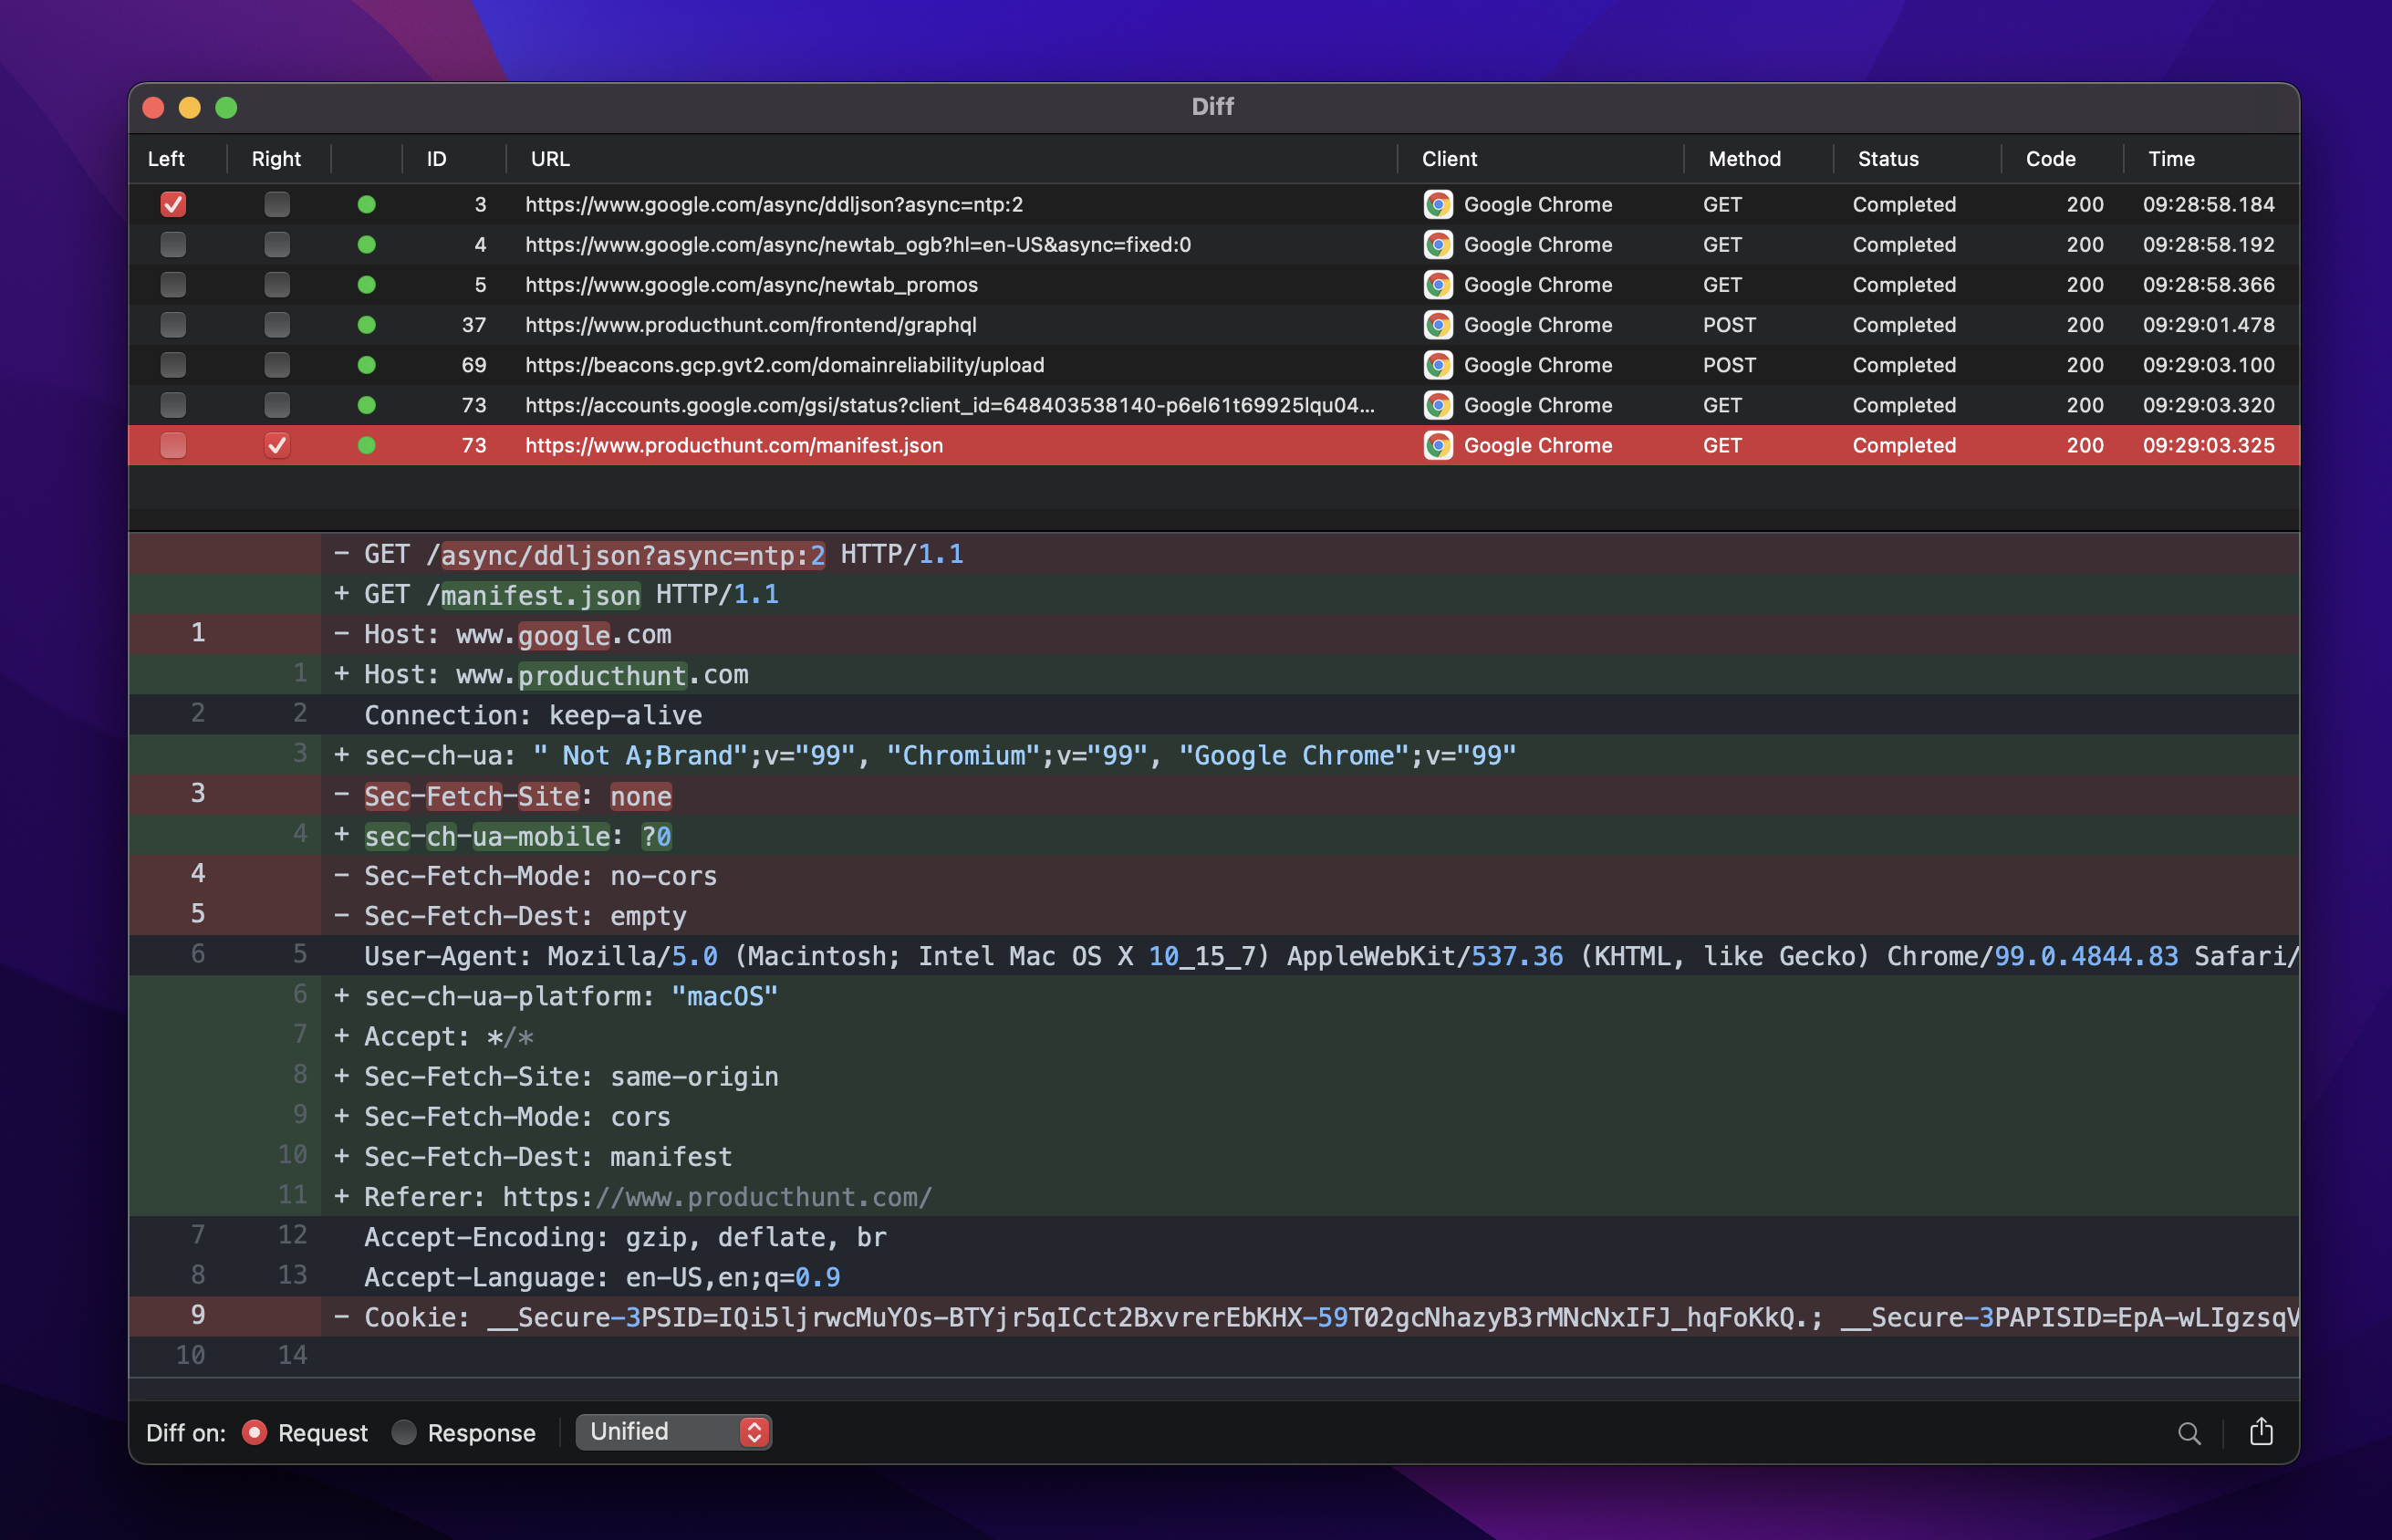 Diff
Left Right ID URL Client Method Status Code Time
3 https://www.google.com/async/ddljson?async=ntp:2 Google Chrome GET Completed 200 09:28:58.184
4 https://www.google.com/async/newtab_ogb?hl=en-US&async=fixed:0 Google Chrome GET Completed 200 09:28:58.192
5 https://www.google.com/async/newtab_promos Google Chrome GET Completed 200 09:28:58.366
37 https://www.producthunt.com/frontend/graphql Google Chrome POST Completed 200 09:29:01.478
69 https://beacons.gcp.gvt2.com/domainreliability/upload Google Chrome POST Completed 200 09:29:03.100
73 https://accounts.google.com/gsi/status?client_id=648403538140-p6el61t69925lqu04... Google Chrome GET Completed 200 09:29:03.320
73 https://www.producthunt.com/manifest.json Google Chrome GET Completed 200 09:29:03.325
- GET /async/ddljson?async=ntp:2 HTTP/1.1
+ GET /manifest.json HTTP/1.1
1 - Host: www.google.com
1 + Host: www.producthunt.com
2 2 Connection: keep-alive
3 + sec-ch-ua: " Not A;Brand";v="99", "Chromium";v="99", "Google Chrome";v="99"
3 - Sec-Fetch-Site: none
4 + sec-ch-ua-mobile: ?0
4 - Sec-Fetch-Mode: no-cors
5 - Sec-Fetch-Dest: empty
6 5 User-Agent: Mozilla/5.0 (Macintosh; Intel Mac OS X 10_15_7) AppleWebKit/537.36 (KHTML, like Gecko) Chrome/99.0.4844.83 Safari/
6 + sec-ch-ua-platform: "macOS"
7 + Accept: */*
8 + Sec-Fetch-Site: same-origin
9 + Sec-Fetch-Mode: cors
10 + Sec-Fetch-Dest: manifest
11 + Referer: https://www.producthunt.com/
7 12 Accept-Encoding: gzip, deflate, br
8 13 Accept-Language: en-US,en;q=0.9
9 - Cookie: __Secure-3PSID=IQi5ljrwcMuYOs-BTYjr5qICct2BxvrerEbKHX-59T02gcNhazyB3rMNcNxIFJ_hqFoKkQ.; __Secure-3PAPISID=EpA-wLIgzsqV
10 14
Diff on: Request Response Unified